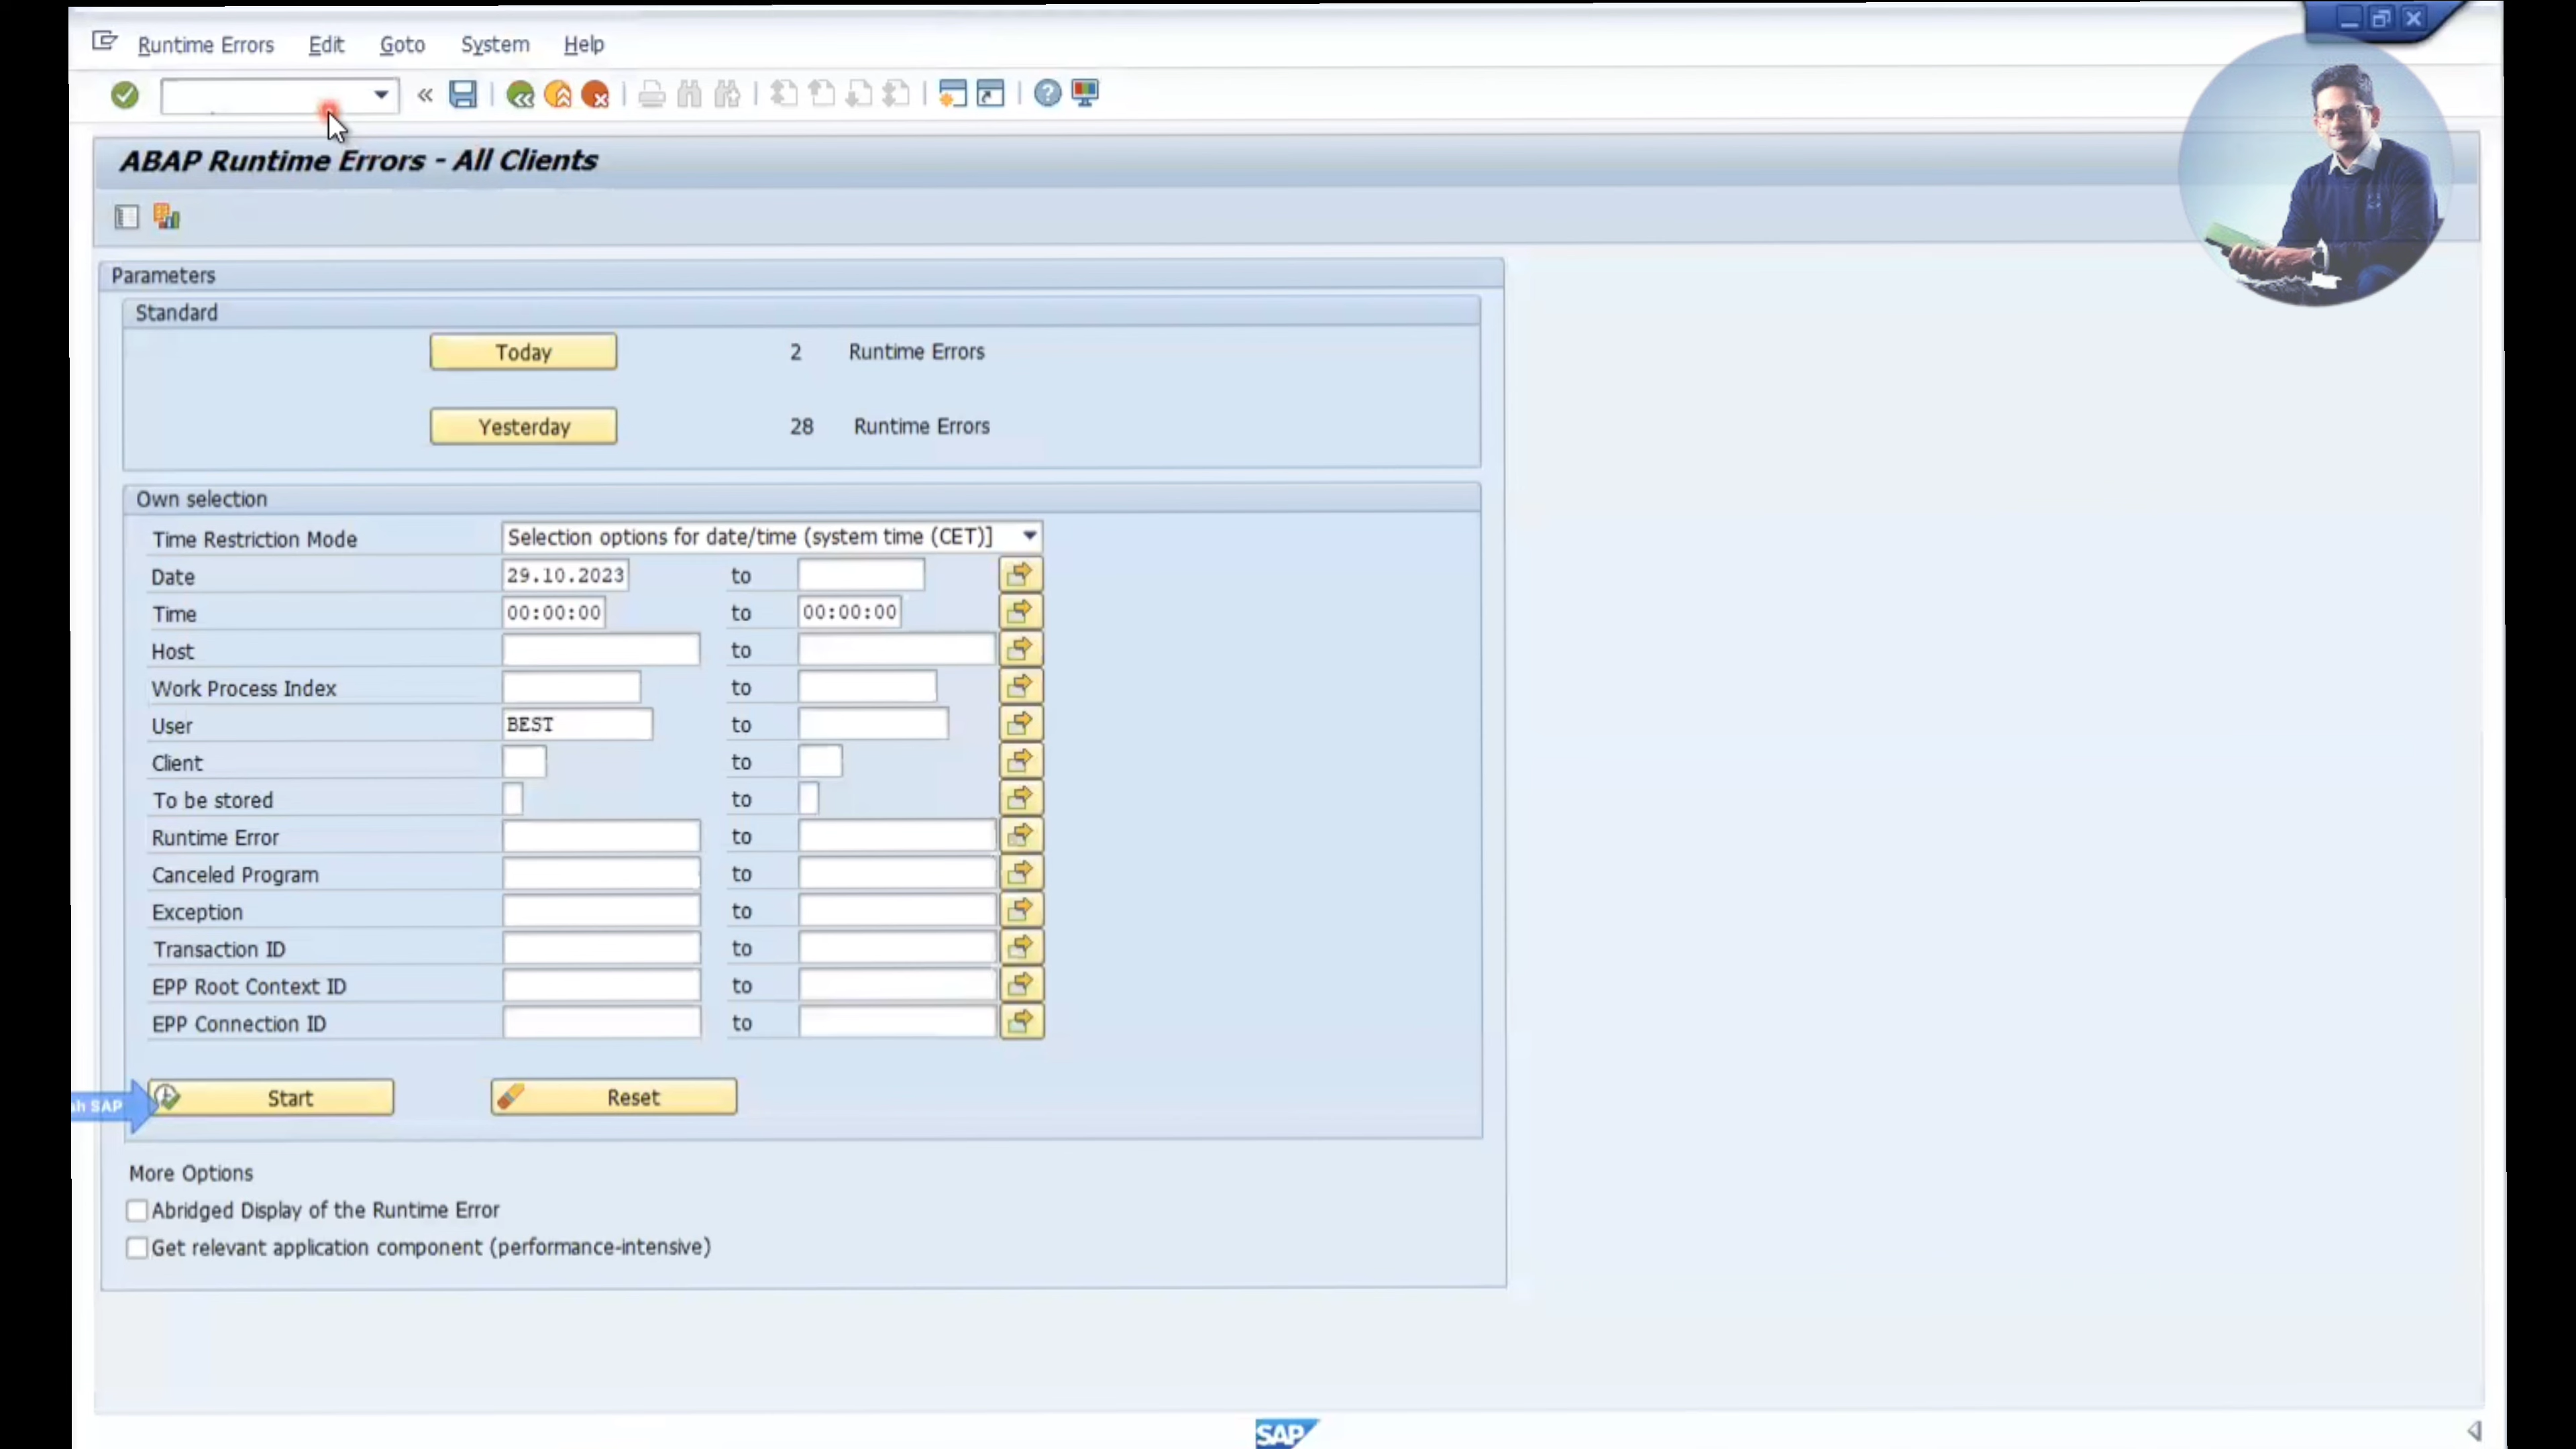 Runtime Errors Edit Goto System Help
ABAP Runtime Errors - All Clients
Parameters
Standard
Today 2 Runtime Errors
Yesterday 28 Runtime Errors
Own selection
Time Restriction Mode Selection options for date/time (system time (CET)]
Date 29.10.2023 to
Time 00:00:00 to 00:00:00
Host to
Work Process Index to
User BEST to
Client to
To be stored to
Runtime Error to
Canceled Program to
Exception to
Transaction ID to
EPP Root Context ID to
EPP Connection ID to
SAP Start Reset
More Options
Abridged Display of the Runtime Error
Get relevant application component (performance-intensive)
SAP